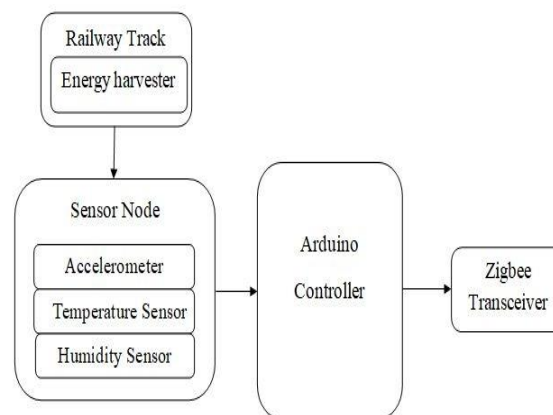 Railway Track
Energy harvester
Sensor Node
Accelerometer
Temperature Sensor
Humidity Sensor
Arduino
Controller
Zigbee
Transceiver